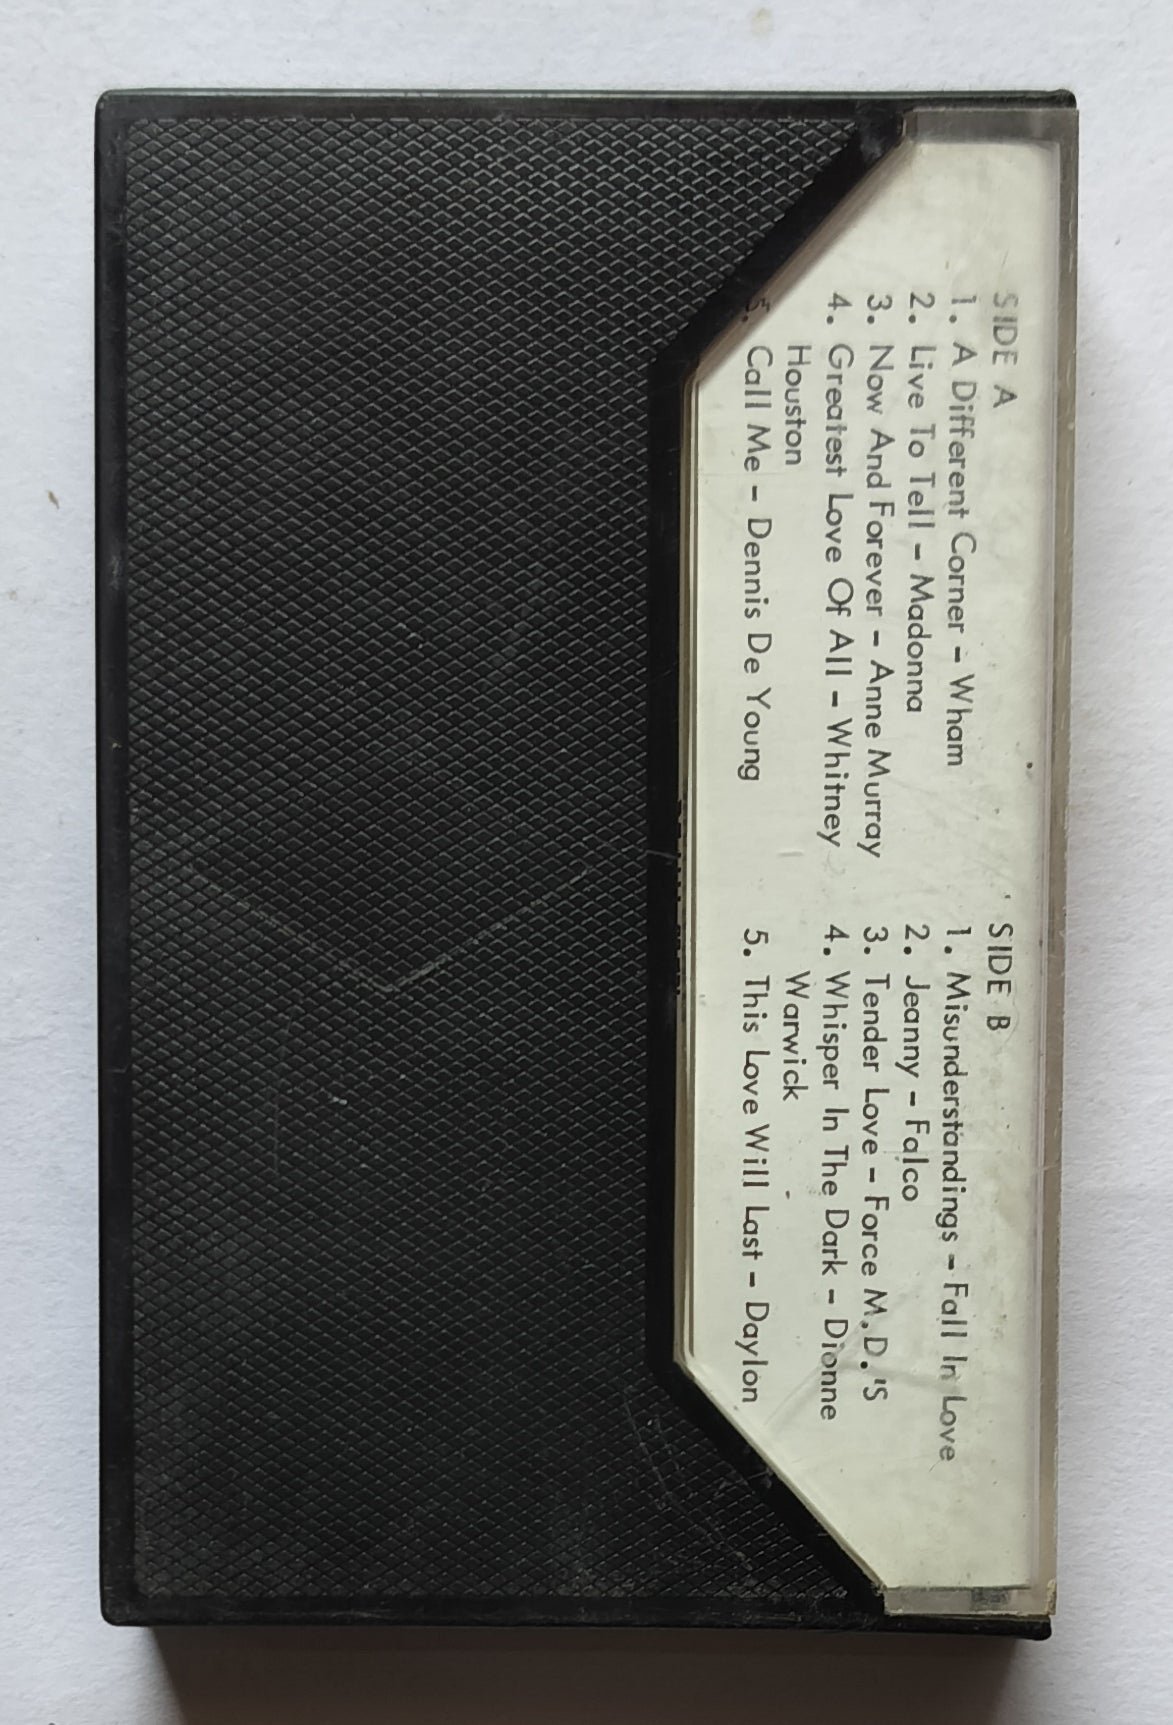 SIDE A
1. A Different Corner - Wham
2. Live To Tell - Madonna
3. Now And Forever - Anne Murray
4. Greatest Love Of All - Whitney
Houston
5. Call Me - Dennis De Young
SIDE B
1. Misunderstandings - Fall In Love
2. Jeanny - Falco
3. Tender Love - Force M.D.'S
4. Whisper In The Dark - Dionne
Warwick
5. This Love Will Last - Daylon